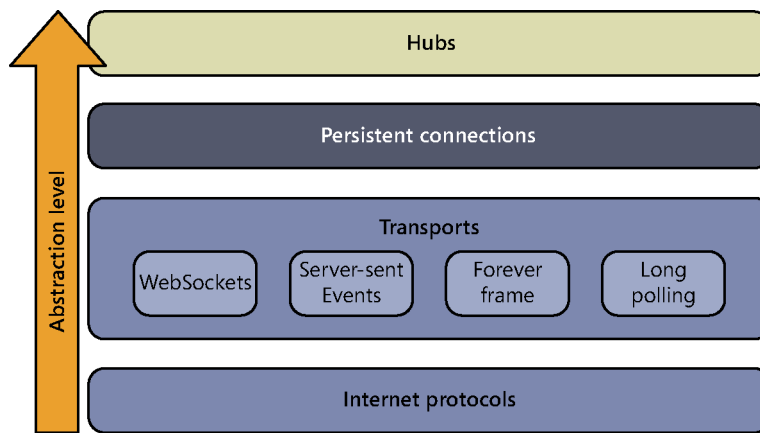 Hubs
Persistent connections
Transports
WebSockets
Server-sent
Events
Forever
frame
Long
polling
Internet protocols
Abstraction level